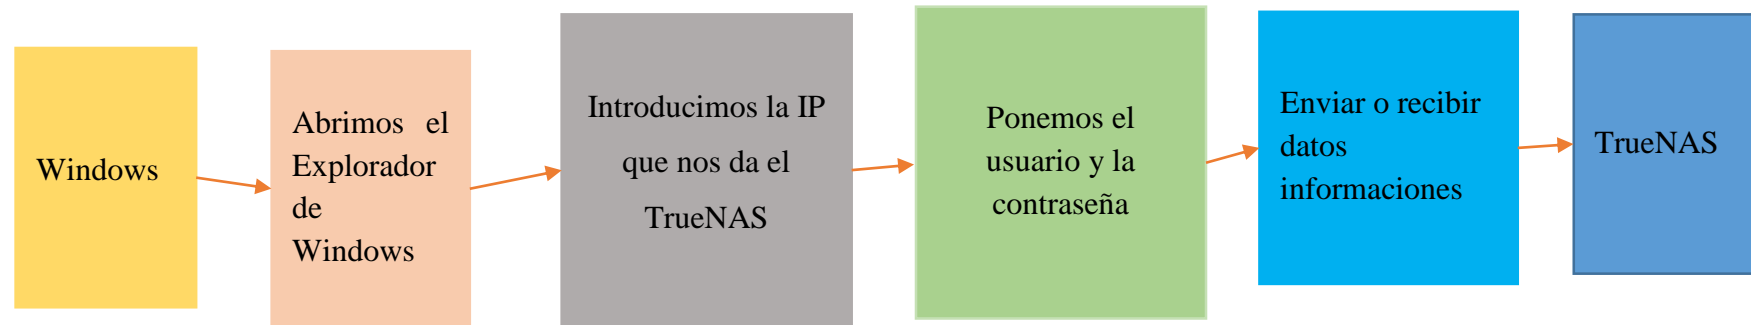 Windows
Abrimos el
Explorador
de
Windows
Introducimos la IP
que nos da el
TrueNAS
Ponemos el
usuario y la
contraseña
Enviar o recibir
datos
informaciones
TrueNAS